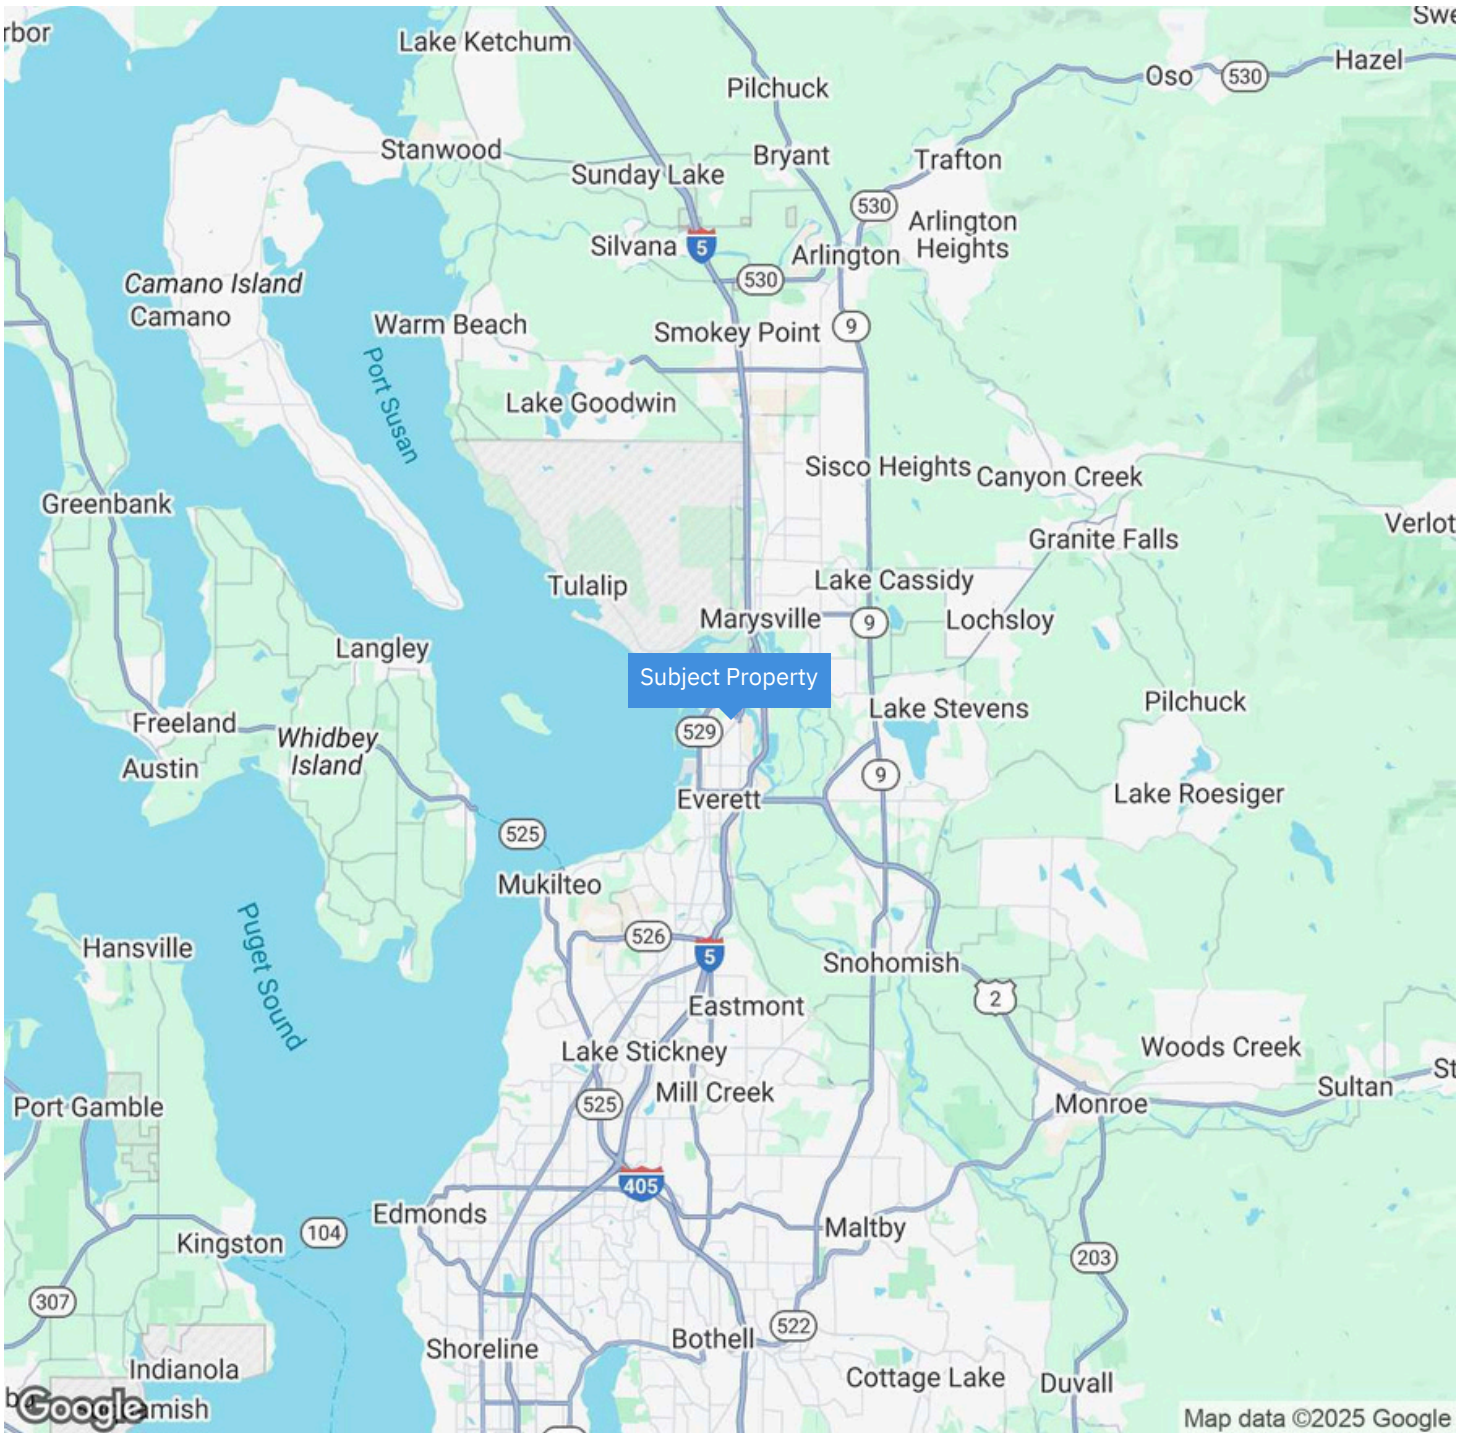 rbor
Lake Ketchum
Swe
Hazel
Oso
530
Pilchuck
Stanwood
Bryant
Trafton
Sunday Lake
530
Arlington
Heights
Silvana
5
Arlington
530
Camano Island
Camano
Warm Beach
Smokey Point
9
Port Susan
Lake Goodwin
Sisco Heights
Canyon Creek
Greenbank
Verlot
Granite Falls
Tulalip
Lake Cassidy
Marysville
9
Lochsloy
Langley
Subject Property
Pilchuck
Lake Stevens
Freeland
529
Whidbey
Island
Austin
9
Lake Roesiger
Everett
525
Mukilteo
Puget Sound
Hansville
526
5
Snohomish
2
Eastmont
Woods Creek
Lake Stickney
St
Sultan
Mill Creek
525
Monroe
Port Gamble
405
Edmonds
Maltby
104
Kingston
203
307
522
Bothell
Shoreline
Indianola
Cottage Lake
Duvall
Google
amish
Map data ©2025 Google